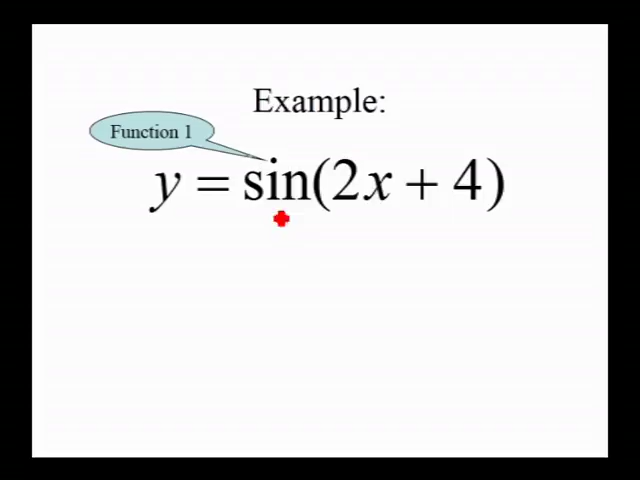 Example:
Function 1
y = sin(2x + 4)